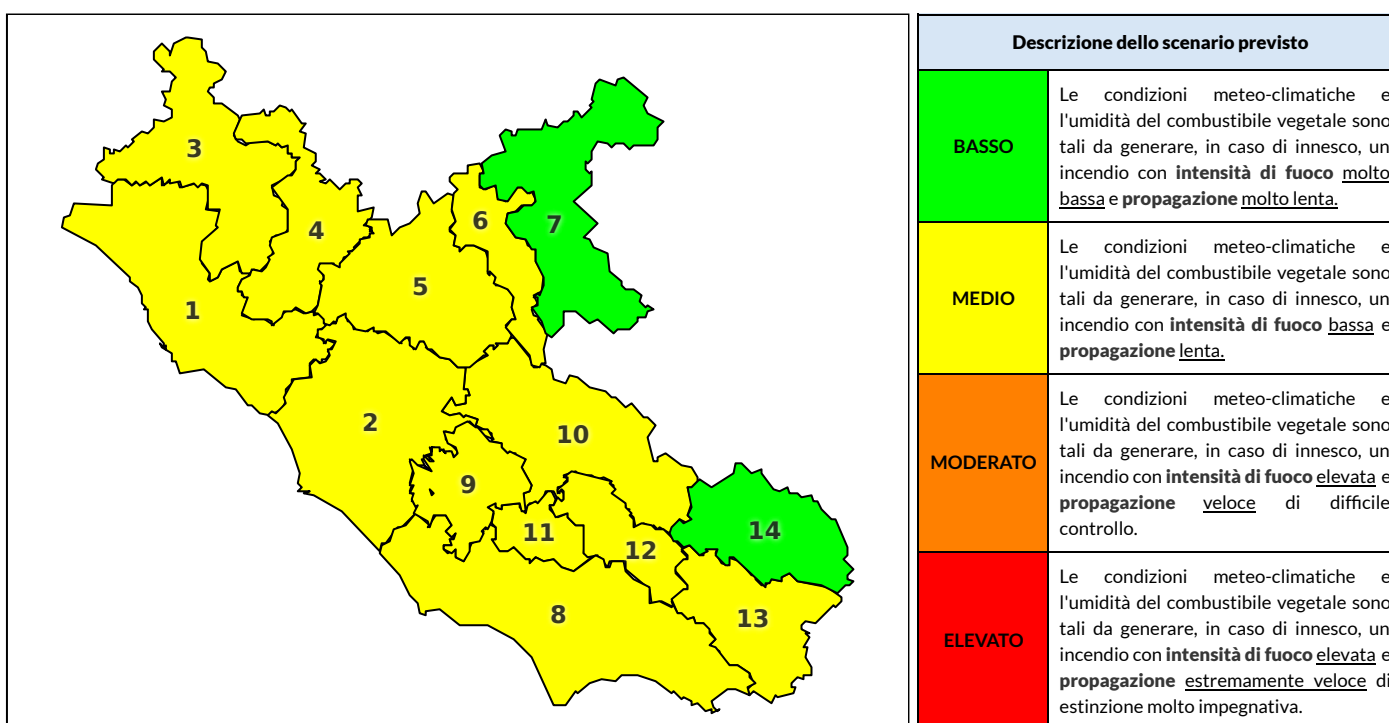 3
4
6
7
5
1
2
10
9
11
12
14
8
13
Descrizione dello scenario previsto
BASSO
Le condizioni meteo-climatiche e
l'umidità del combustibile vegetale sono
tali da generare, in caso di innesco, un
incendio con intensità di fuoco molto
bassa e propagazione molto lenta.
MEDIO
Le condizioni meteo-climatiche e
l'umidità del combustibile vegetale sono
tali da generare, in caso di innesco, un
incendio con intensità di fuoco bassa e
propagazione lenta.
MODERATO
Le condizioni meteo-climatiche e
l'umidità del combustibile vegetale sono
tali da generare, in caso di innesco, un
incendio con intensità di fuoco elevata e
propagazione veloce di difficile
controllo.
ELEVATO
Le condizioni meteo-climatiche e
l'umidità del combustibile vegetale sono
tali da generare, in caso di innesco, un
incendio con intensità di fuoco elevata e
propagazione estremamente veloce di
estinzione molto impegnativa.